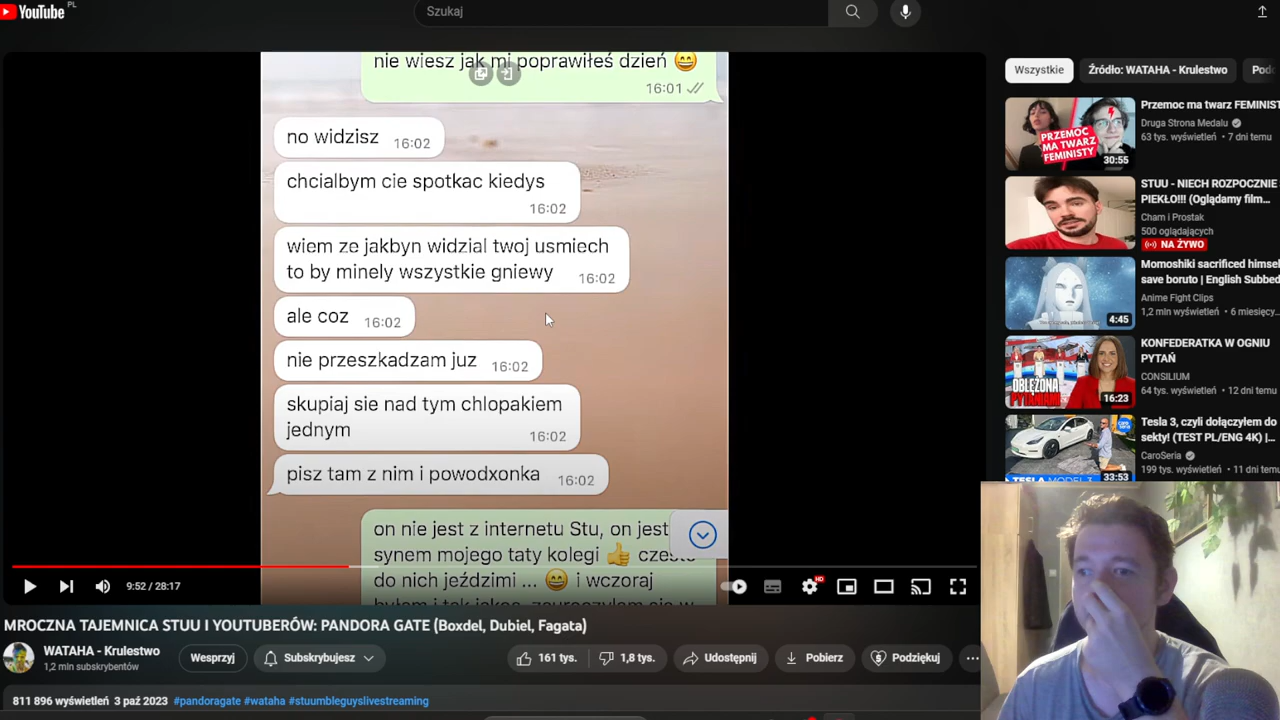 YouTube PL
Szukaj
nie wiesz jak mi poprawiłeś dzień 😄
16:01
no widzisz 16:02
chcialbym cie spotkac kiedys
16:02
wiem ze jakbyn widzial twoj usmiech
to by minely wszystkie gniewy 16:02
ale coz 16:02
nie przeszkadzam juz 16:02
skupiaj sie nad tym chlopakiem
jednym 16:02
pisz tam z nim i powodxonka 16:02
on nie jest z internetu Stu, on jest
synem mojego taty kolegi 👍 często
do nich jeździmi ... 😄 i wczoraj
9:52 / 28:17
HD
MROCZNA TAJEMNICA STUU I YOUTUBERÓW: PANDORA GATE (Boxdel, Dubiel, Fagata)
WATAHA - Krulestwo
1,2 mln subskrybentów
Wesprzyj
Subskrybujesz
161 tys.
1,8 tys.
Udostępnij
Pobierz
Podziękuj
811 896 wyświetleń 3 paź 2023 #pandoragate #wataha #stuumbleguyslivestreaming
Wszystkie
Źródło: WATAHA - Krulestwo
PRZEMOC
MA TWARZ
FEMINISTY
30:55
Przemoc ma twarz FEMINIST
Druga Strona Medalu
63 tys. wyświetleń • 7 dni temu
STUU - NIECH ROZPOCZNIE
PIEKŁO!!! (Oglądamy film...
Cham i Prostak
500 oglądających
NA ŻYWO
4:45
Momoshiki sacrificed himse
save boruto | English Subbed
Anime Fight Clips
1,2 mln wyświetleń • 6 miesięcy...
OBLĘŻONA
PYTANIAMI
16:23
KONFEDERATKA W OGNIU
PYTAŃ
CONSILIUM
64 tys. wyświetleń • 12 dni temu
TESLA MODEL 3
33:53
Tesla 3, czyli dołączyłem do
sekty! (TEST PL/ENG 4K) |...
CaroSeria
199 tys. wyświetleń • 11 dni temu